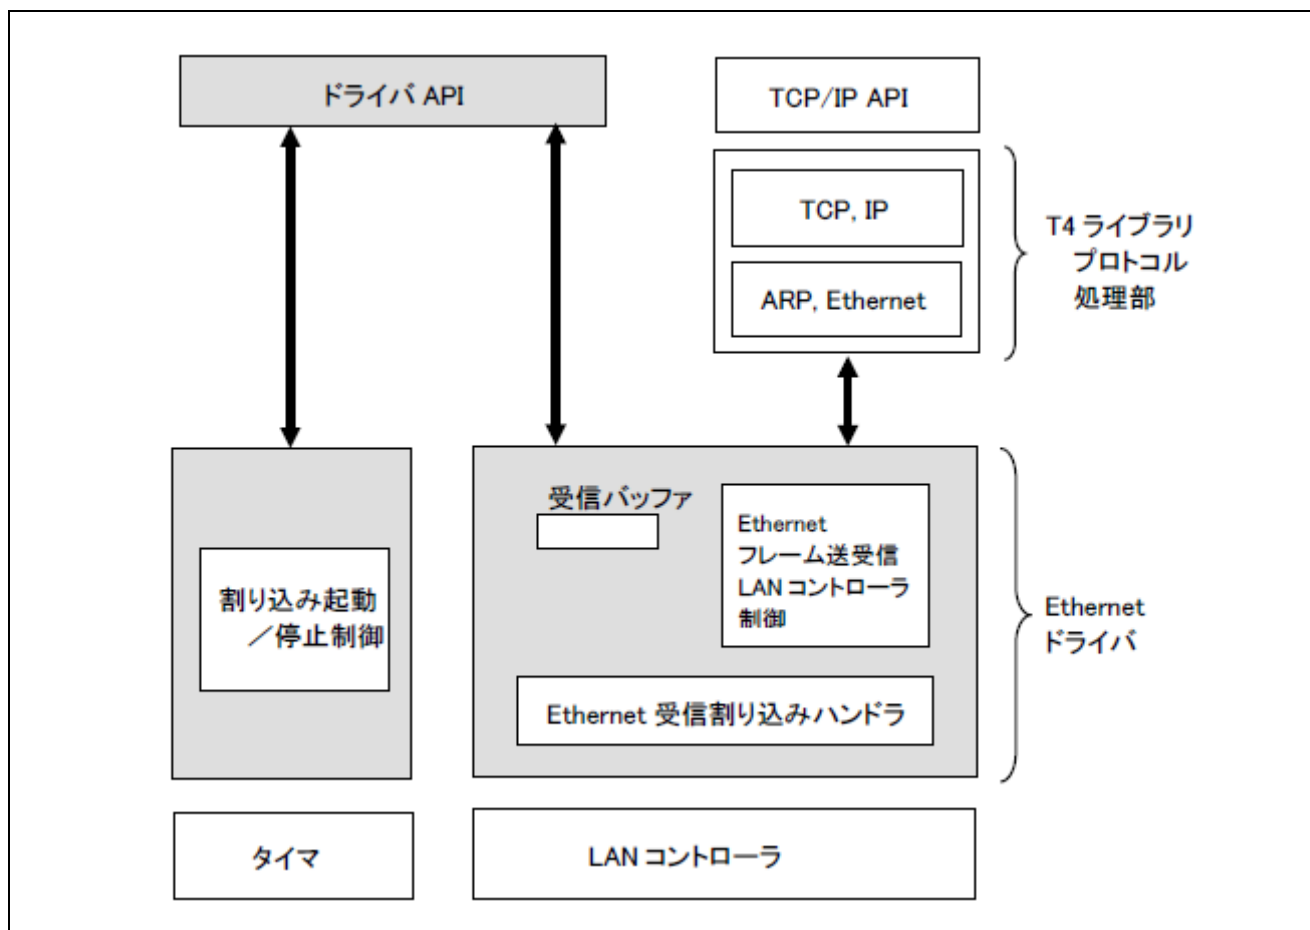 ドライバ API
TCP/IP API
TCP, IP
ARP, Ethernet
T4 ライブラリ
プロトコル
処理部
受信バッファ
Ethernet
フレーム送受信
LAN コントローラ
制御
割り込み起動
／停止制御
Ethernet 受信割り込みハンドラ
Ethernet
ドライバ
タイマ
LAN コントローラ